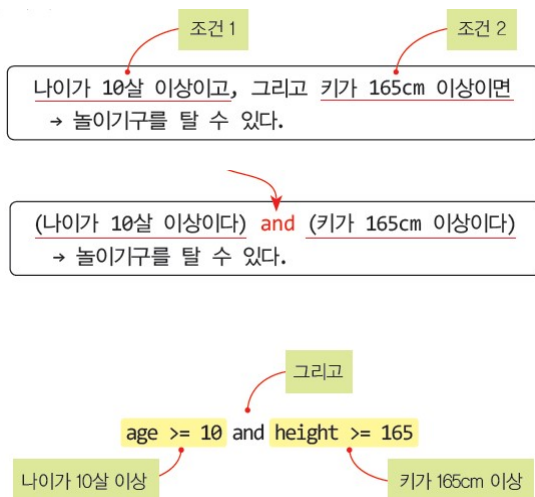 조건 1
조건 2
나이가 10살 이상이고, 그리고 키가 165cm 이상이면
→ 놀이기구를 탈 수 있다.
(나이가 10살 이상이다) and (키가 165cm 이상이다)
→ 놀이기구를 탈 수 있다.
그리고
age >= 10 and height >= 165
나이가 10살 이상
키가 165cm 이상